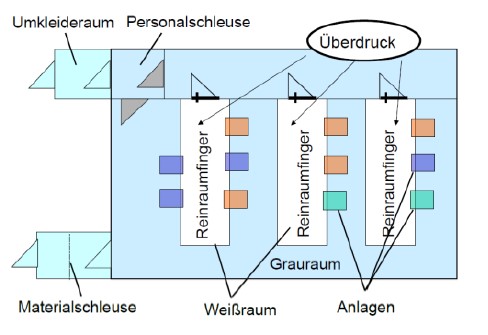 Umkleideraum
Personalschleuse
Überdruck
Reinraumfinger
Reinraumfinger
Reinraumfinger
Grauraum
Materialschleuse
Weißraum
Anlagen